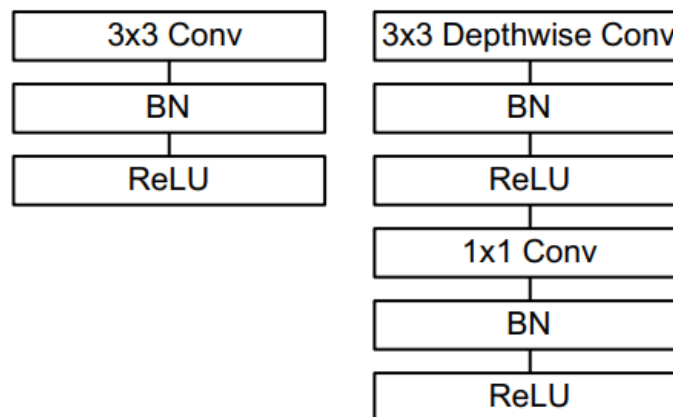 3x3 Conv
BN
ReLU
3x3 Depthwise Conv
BN
ReLU
1x1 Conv
BN
ReLU